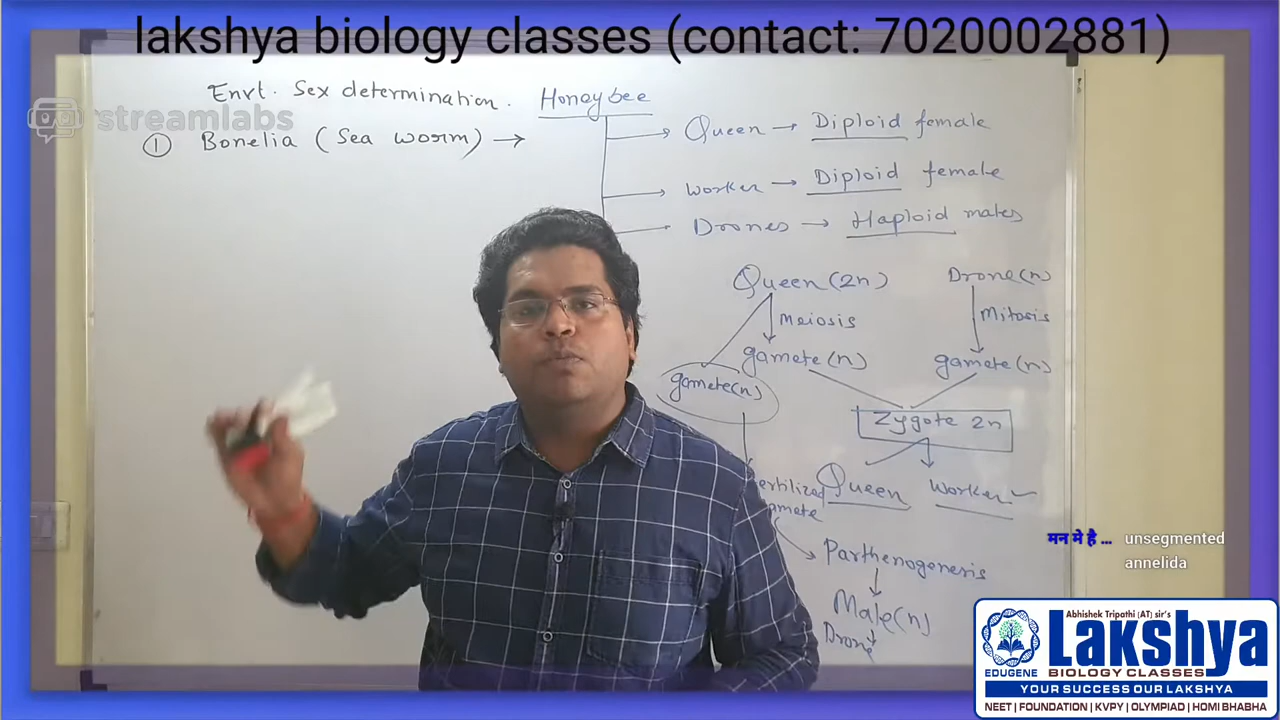 lakshya biology classes (contact: 7020002881)
streamlabs
Envt. Sex determination.
① Bonelia (Sea worm) →
Honeybee
Queen → Diploid female
Worker → Diploid female
Drones → Haploid males
Queen (2n)
Drone (n)
Meiosis
Mitosis
gamete (n)
gamete (n)
gamete(n)
Zygote 2n
Queen
Worker
Parthenogenesis
Male(n)
Drone
मन मे है ... unsegmented
annelida
Abhishek Tripathi (AT) sir's
Lakshya
EDUGENE
BIOLOGY CLASSES
YOUR SUCCESS OUR LAKSHYA
NEET | FOUNDATION | KVPY | OLYMPIAD | HOMI BHABHA